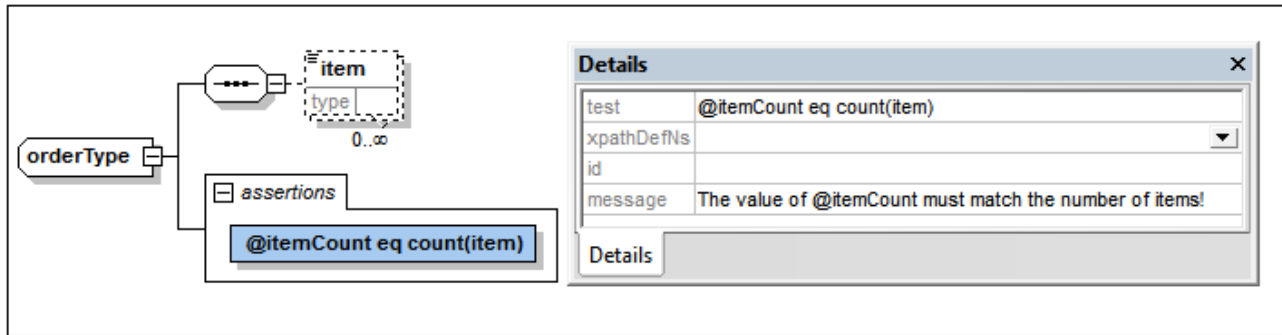 item
type
0..∞
orderType
assertions
@itemCount eq count(item)
Details
test @itemCount eq count(item)
xpathDefNs
id
message The value of @itemCount must match the number of items!
Details